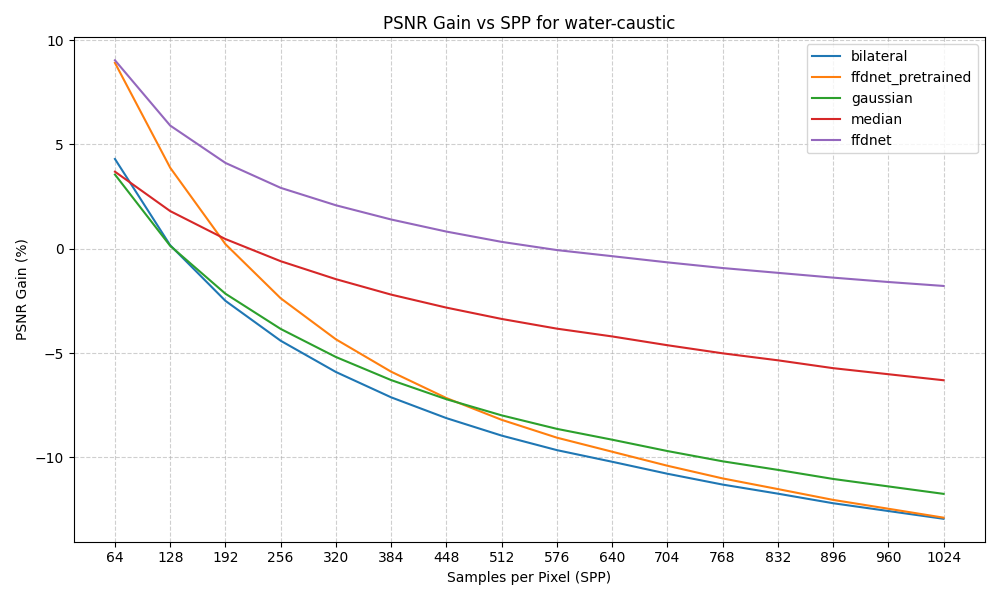 PSNR Gain vs SPP for water-caustic
PSNR Gain (%)
10
5
0
−5
−10
bilateral
ffdnet_pretrained
gaussian
median
ffdnet
64 128 192 256 320 384 448 512 576 640 704 768 832 896 960 1024
Samples per Pixel (SPP)